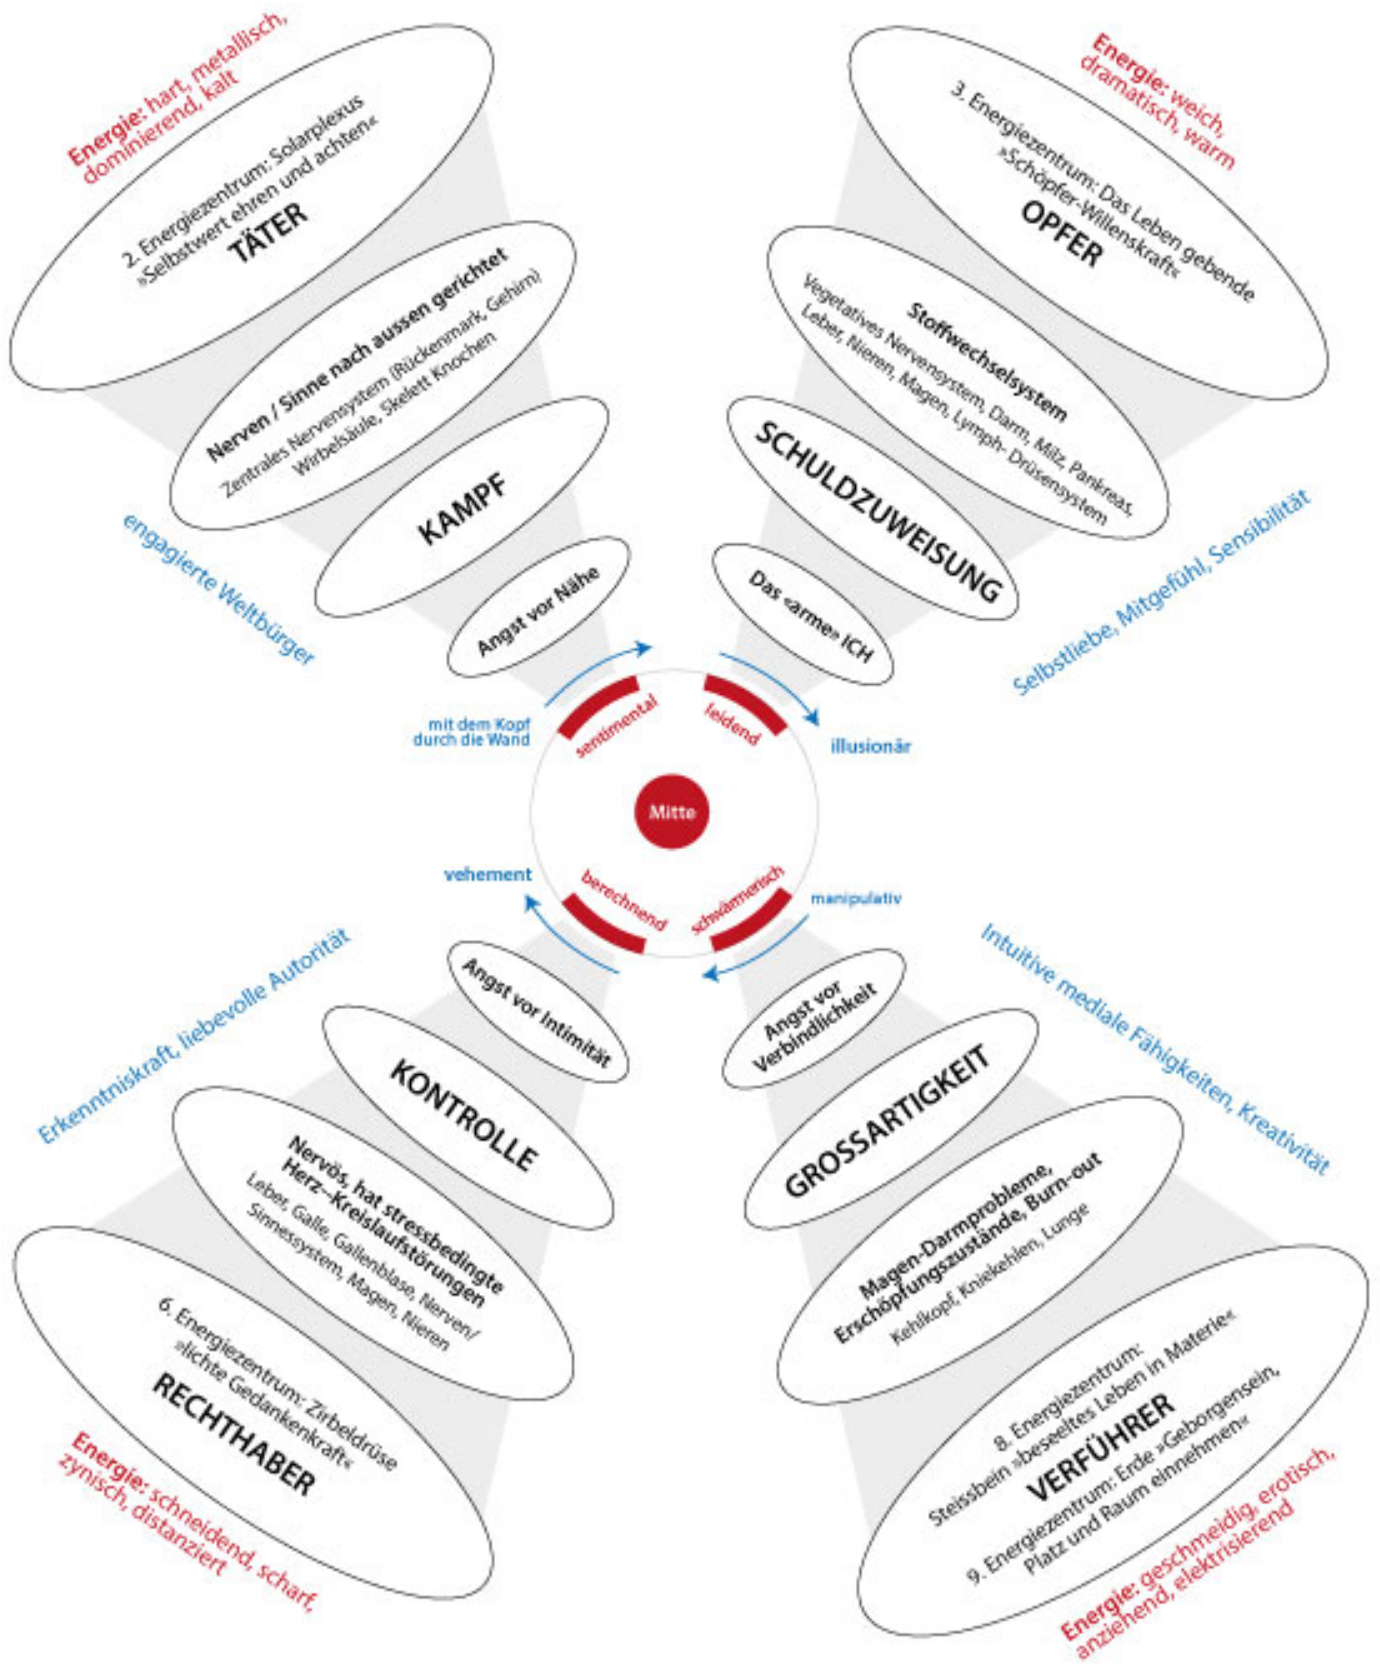 Energie: hart, metallisch,
dominierend, kalt
2. Energiezentrum: Solarplexus
»Selbstwert ehren und achten«
TÄTER
Nerven / Sinne nach aussen gerichtet
Zentrales Nervensystem (Rückenmark, Gehirn)
Wirbelsäule, Skelett Knochen
KAMPF
Angst vor Nähe
engagierte Weltbürger
Energie: weich,
dramatisch, warm
3. Energiezentrum: Das Leben gebende
»Schöpfer-Willenskraft«
OPFER
Stoffwechselsystem
Vegetatives Nervensystem, Darm, Milz, Pankreas,
Leber, Nieren, Magen, Lymph- Drüsensystem
SCHULDZUWEISUNG
Das «arme» ICH
Selbstliebe, Mitgefühl, Sensibilität
mit dem Kopf
durch die Wand
sentimental
leidend
illusionär
Mitte
vehement
berechnend
schwärmerisch
manipulativ
Erkenntniskraft, liebevolle Autorität
Angst vor Intimität
KONTROLLE
Nervös, hat stressbedingte
Herz–Kreislaufstörungen
Leber, Galle, Gallenblase, Nerven/
Sinnessystem, Magen, Nieren
6. Energiezentrum: Zirbeldrüse
»lichte Gedankenkraft«
RECHTHABER
Energie: schneidend, scharf,
zynisch, distanziert
Intuitive mediale Fähigkeiten, Kreativität
Angst vor
Verbindlichkeit
GROSSARTIGKEIT
Magen-Darmprobleme,
Erschöpfungszustände, Burn-out
Kehlkopf, Kniekehlen, Lunge
8. Energiezentrum:
Steissbein »beseeltes Leben in Materie«
VERFÜHRER
9. Energiezentrum: Erde »Geborgensein,
Platz und Raum einnehmen«
Energie: geschmeidig, erotisch,
anziehend, elektrisierend